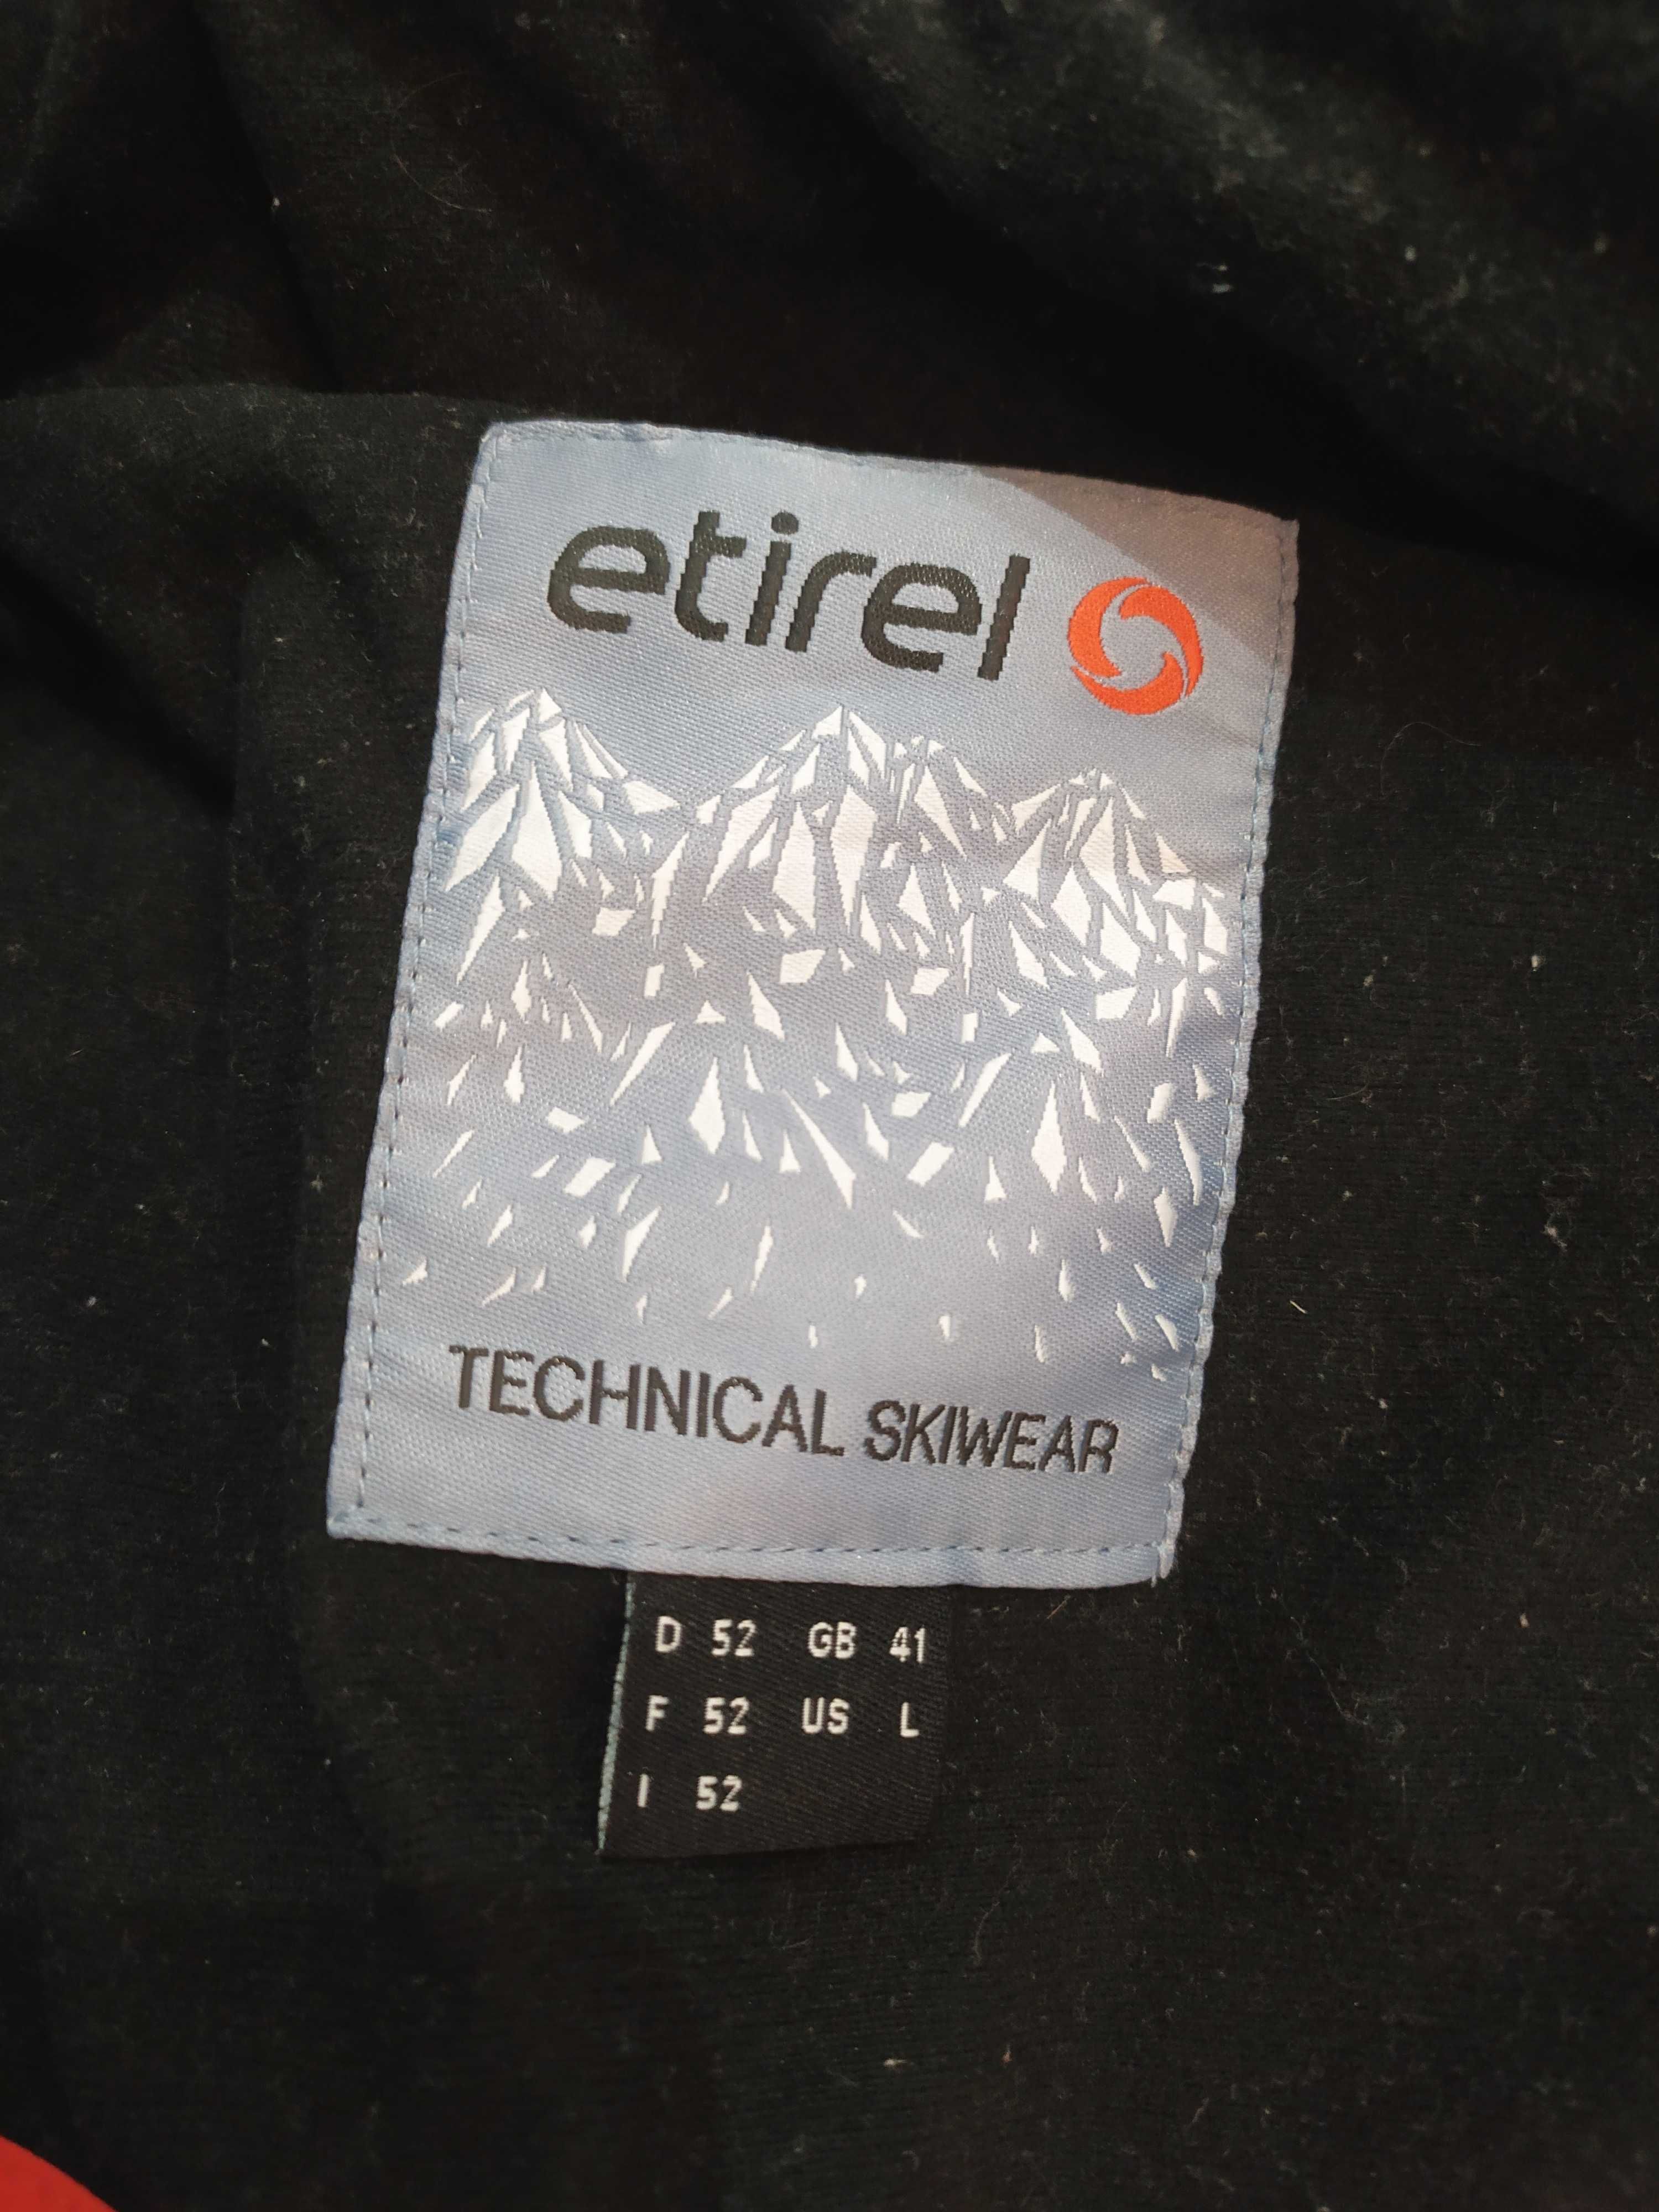 etirel
TECHNICAL SKIWEAR
D 52 GB 41
F 52 US L
I 52